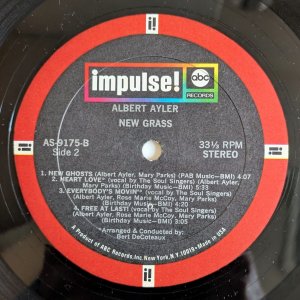 impulse!
abc
RECORDS
ALBERT AYLER
NEW GRASS
AS-9175-B
Side 2
33⅓ RPM
STEREO
1. NEW GHOSTS (Albert Ayler, Mary Parks) (PAB Music—BMI) 4:07
2. HEART LOVE* (vocal by The Soul Singers) (Albert Ayler,
Mary Parks) (Birthday Music—BMI) 5:33
3. EVERYBODY'S MOVIN'* (vocal by The Soul Singers)
(Albert Ayler, Rose Marie McCoy, Mary Parks)
(Birthday Music—BMI) 4:20
4. FREE AT LAST! (vocal by The Soul Singers)
(Albert Ayler, Rose Marie McCoy, Mary Parks)
(Birthday Music—BMI) 3:05
*Arranged & Conducted by:
Bert DeCoteaux
A Product of ABC Records, Inc. New York, N.Y. 10019 • Made in USA